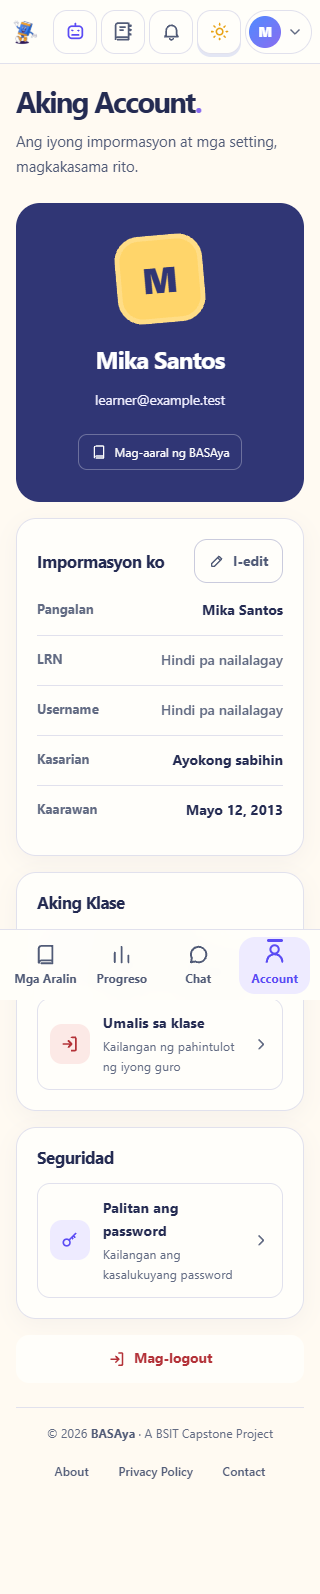 M
Aking Account.
Ang iyong impormasyon at mga setting,
magkakasama rito.
M
Mika Santos
learner@example.test
Mag-aaral ng BASAya
Impormasyon ko
I-edit
Pangalan
Mika Santos
LRN
Hindi pa nailalagay
Username
Hindi pa nailalagay
Kasarian
Ayokong sabihin
Kaarawan
Mayo 12, 2013
Aking Klase
Mga Aralin
Progreso
Chat
Account
Umalis sa klase
Kailangan ng pahintulot
ng iyong guro
Seguridad
Palitan ang
password
Kailangan ang
kasalukuyang password
Mag-logout
© 2026 BASAya · A BSIT Capstone Project
About
Privacy Policy
Contact